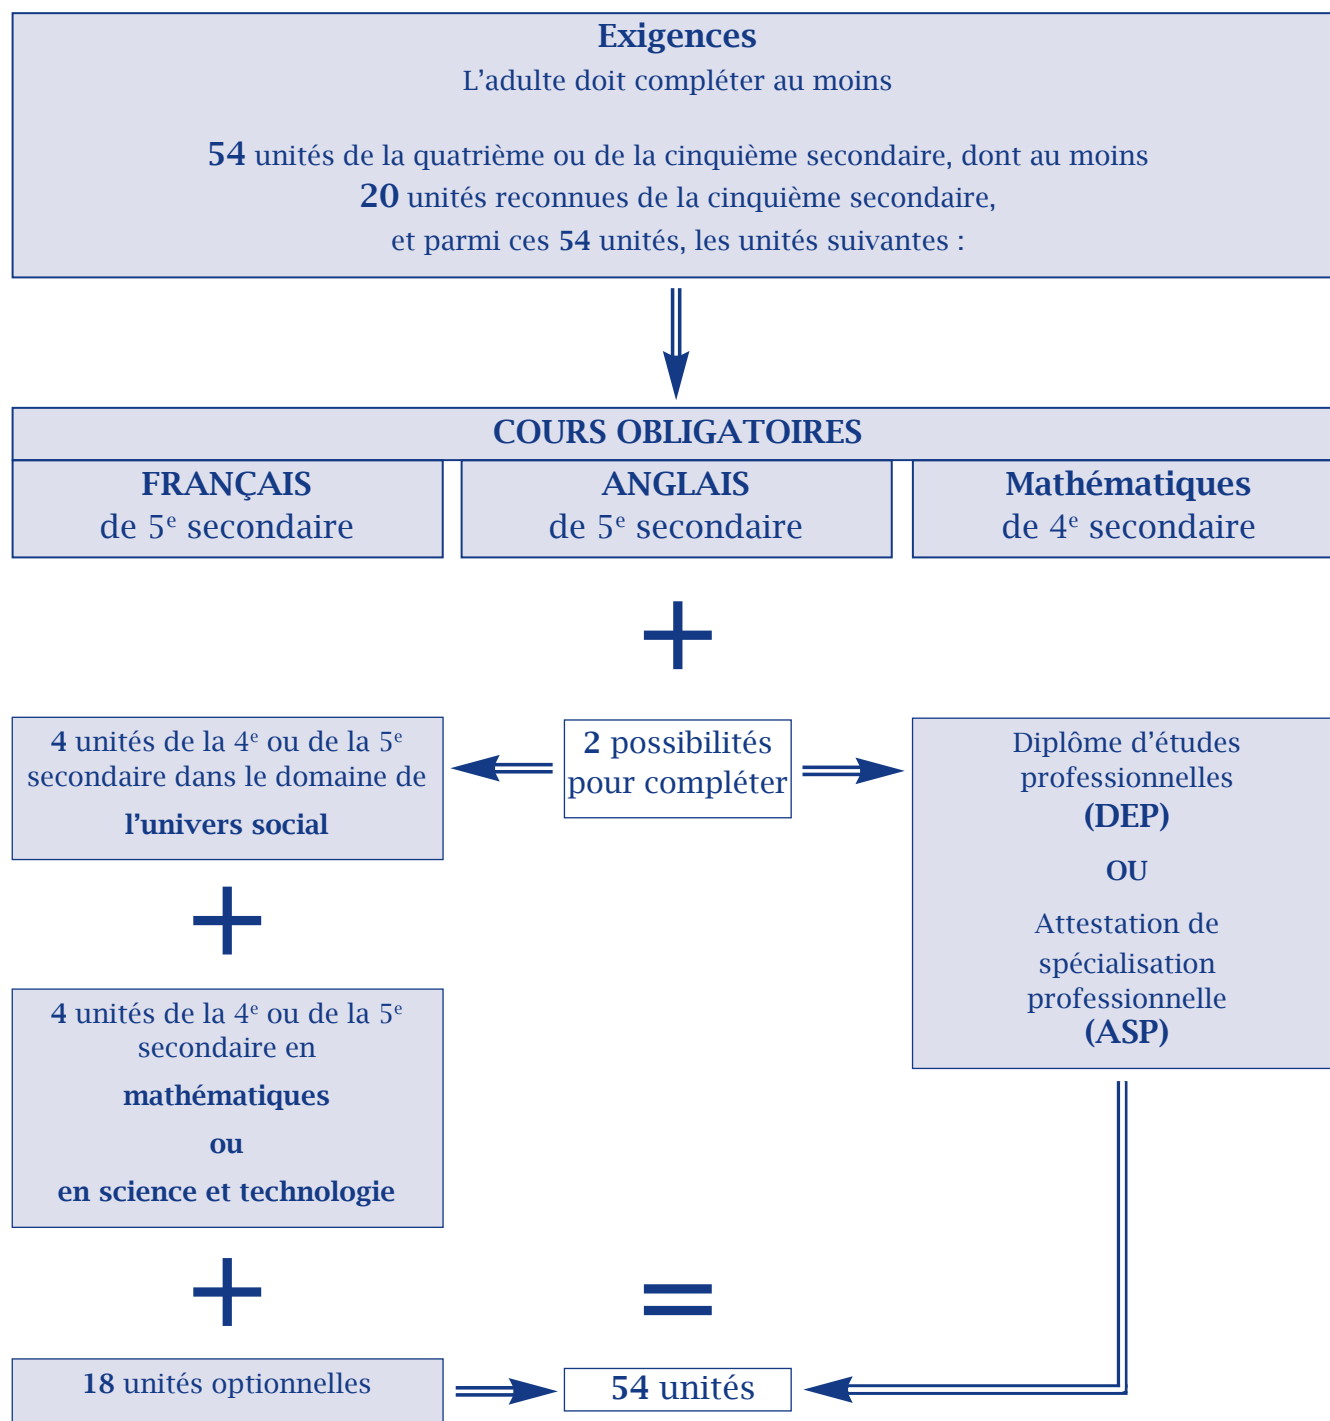 Exigences
L'adulte doit compléter au moins
54 unités de la quatrième ou de la cinquième secondaire, dont au moins
20 unités reconnues de la cinquième secondaire,
et parmi ces 54 unités, les unités suivantes :
COURS OBLIGATOIRES
FRANÇAIS
de 5e secondaire
ANGLAIS
de 5e secondaire
Mathématiques
de 4e secondaire
+
4 unités de la 4e ou de la 5e
secondaire dans le domaine de
l'univers social
+
4 unités de la 4e ou de la 5e
secondaire en
mathématiques
ou
en science et technologie
+
18 unités optionnelles
2 possibilités
pour compléter
=
54 unités
Diplôme d'études
professionnelles
(DEP)
OU
Attestation de
spécialisation
professionnelle
(ASP)